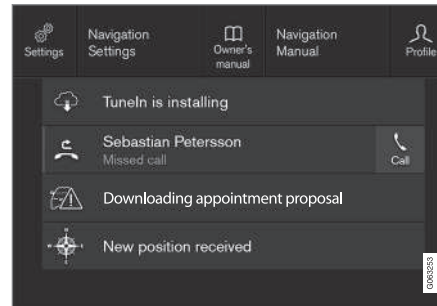 Settings
Navigation
Settings
Owner's
manual
Navigation
Manual
Profile
TuneIn is installing
Sebastian Petersson
Missed call
Call
Downloading appointment proposal
New position received
G063253